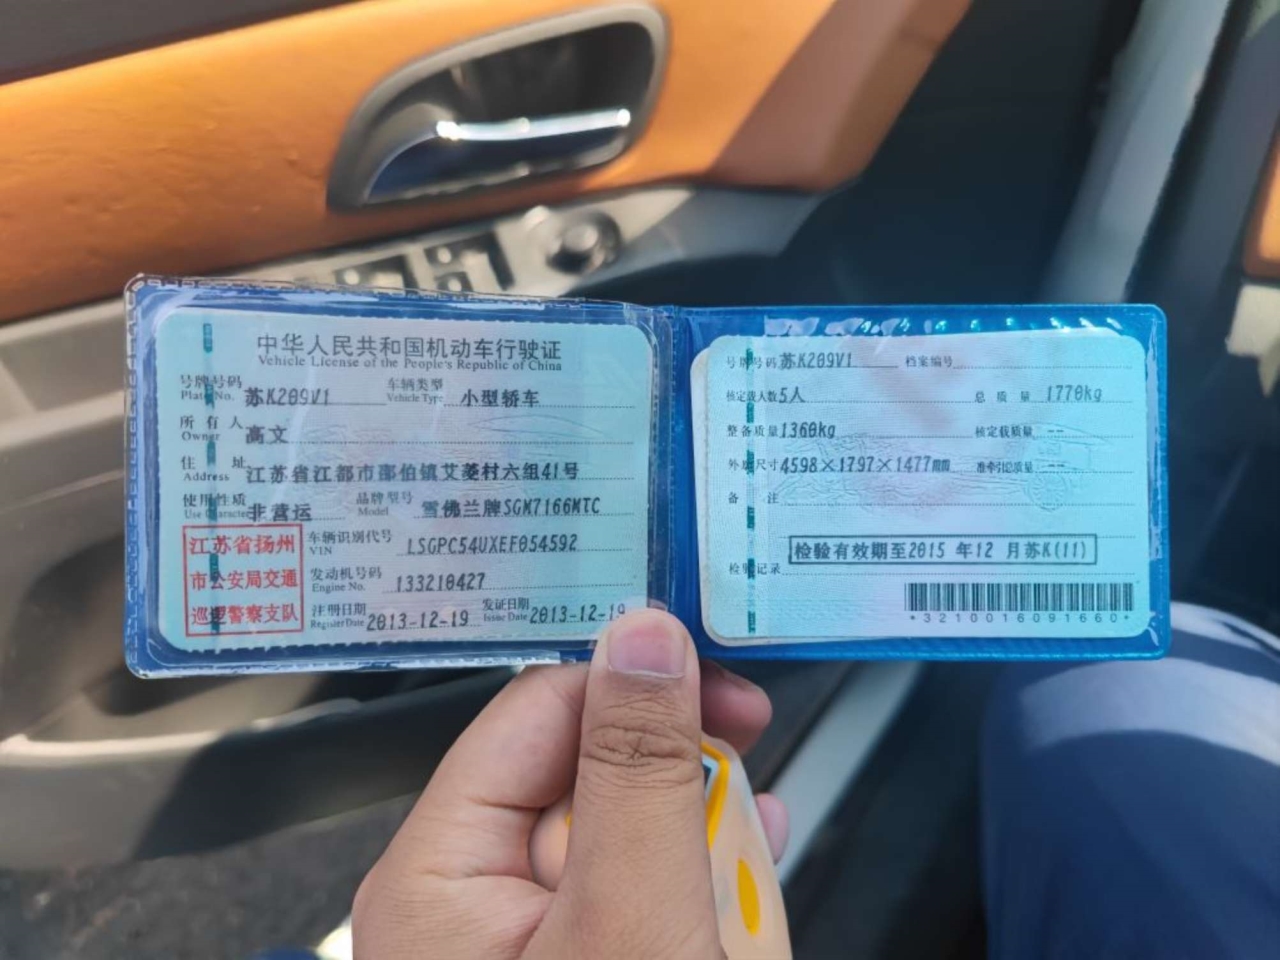 中华人民共和国机动车行驶证
Vehicle License of the People's Republic of China
号牌号码 苏K209V1 车辆类型 小型轿车
Plate No. Vehicle Type
所有人 高文
Owner
住址 江苏省江都市邵伯镇艾菱村六组41号
Address
使用性质 非营运 品牌型号 雪佛兰牌SGM7166MTC
Use Character Model
江苏省扬州
市公安局交通
巡逻警察支队
车辆识别代号 LSGPC54UXEF054592
VIN
发动机号码 133210427
Engine No.
注册日期 2013-12-19 发证日期 2013-12-19
Register Date Issue Date
号牌号码 苏K209V1 档案编号
核定载人数 5人 总质量 1770kg
整备质量 1360kg 核定载质量 --
外廓尺寸 4598×1797×1477mm 准牵引总质量 --
备注
检验有效期至2015年12月苏K(11)
检验记录
*3210016091660*